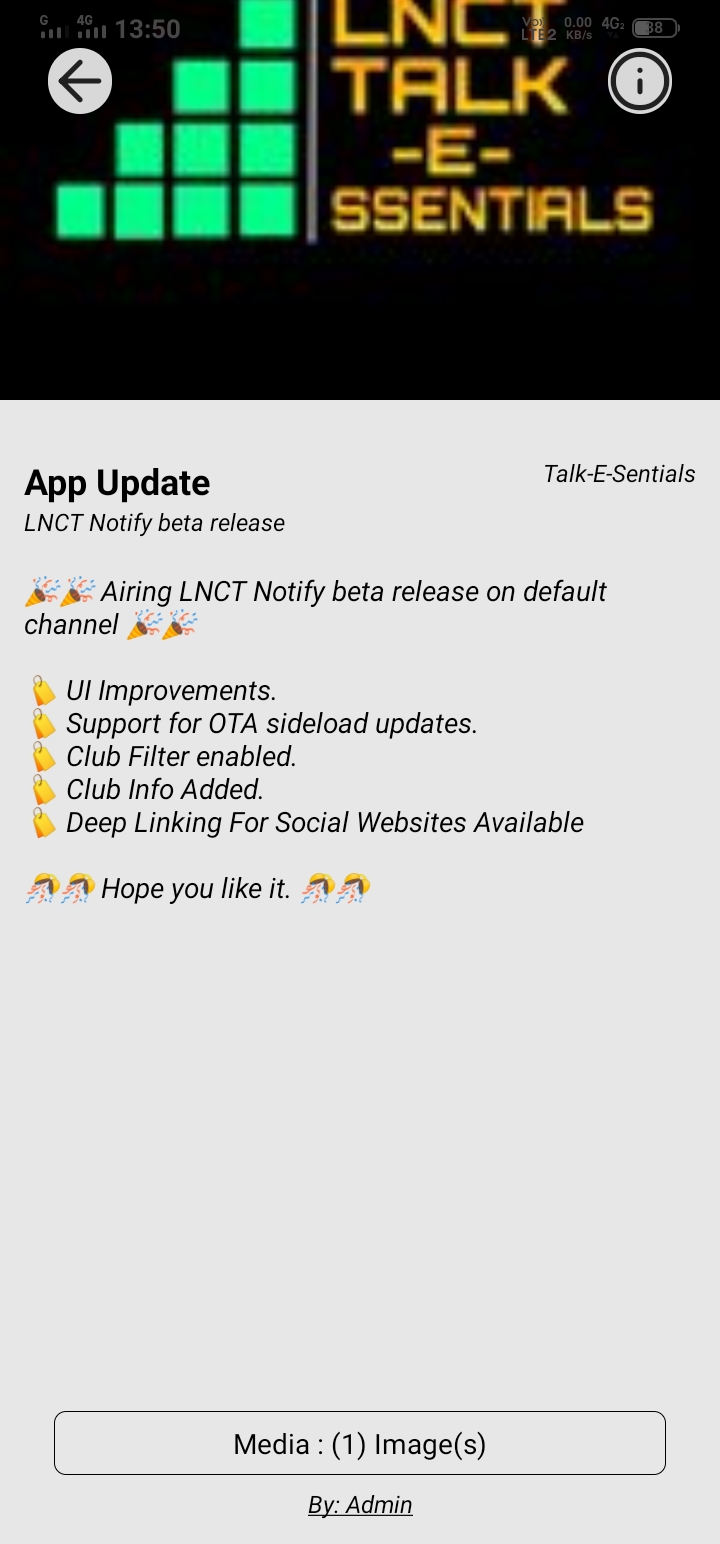 G 4G 13:50 Vo) LTE2 0.00 KB/s 4G2 38
LNCT
TALK
-E-
SSENTIALS
App Update
Talk-E-Sentials
LNCT Notify beta release
🎉🎉 Airing LNCT Notify beta release on default
channel 🎉🎉
🏷️ UI Improvements.
🏷️ Support for OTA sideload updates.
🏷️ Club Filter enabled.
🏷️ Club Info Added.
🏷️ Deep Linking For Social Websites Available
🎊🎊 Hope you like it. 🎊🎊
Media : (1) Image(s)
By: Admin